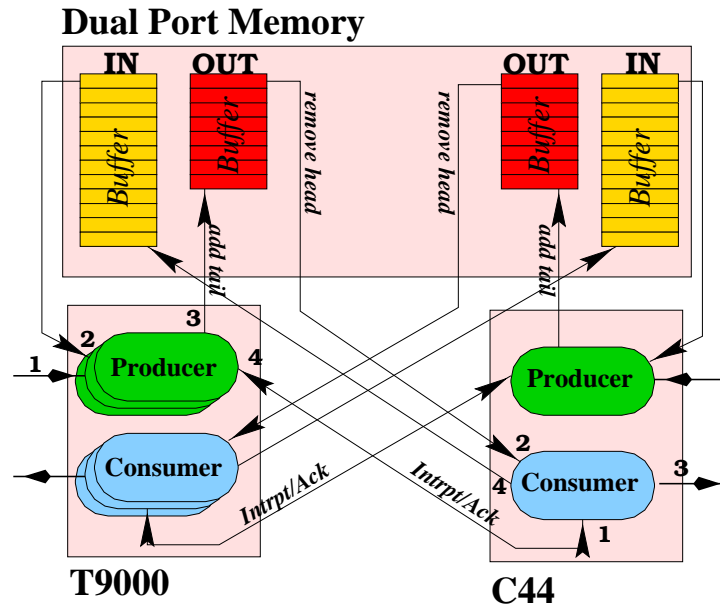 Dual Port Memory
IN
OUT
OUT
IN
Buffer
Buffer
Buffer
Buffer
remove head
remove head
add tail
add tail
3
2
1
4
Producer
Producer
Consumer
2
Consumer
4
3
Intrpt/Ack
Intrpt/Ack
1
T9000
C44